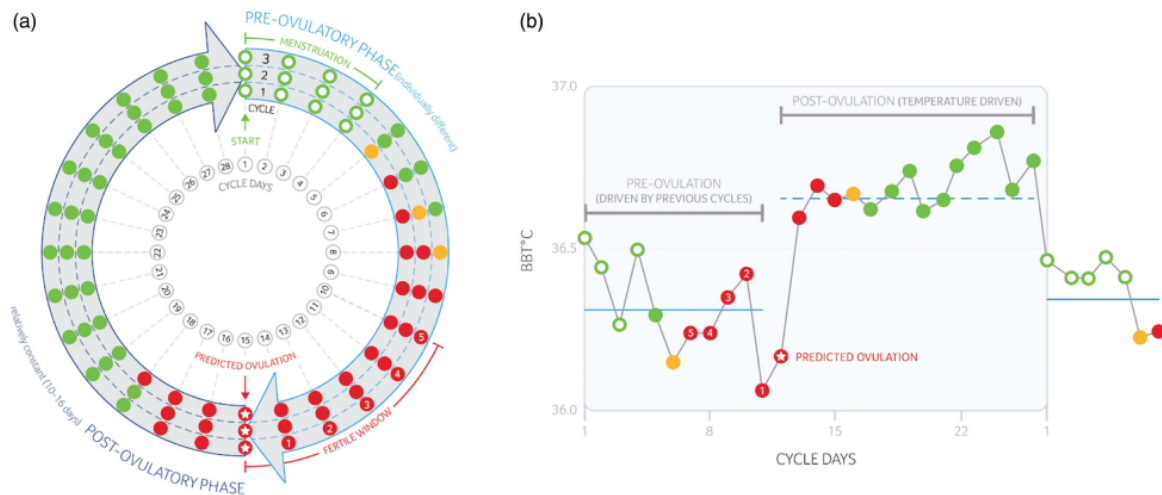 (a)
PRE-OVULATORY PHASE (individually different)
MENSTRUATION
3
2
1
CYCLE
START
CYCLE DAYS
1
2
3
4
5
6
7
8
9
10
11
12
13
14
15
16
17
18
19
20
21
22
23
24
25
26
27
28
PREDICTED OVULATION
5
4
3
2
1
FERTILE WINDOW
POST-OVULATORY PHASE
relatively constant (10-16 days)
(b)
37.0
36.5
36.0
BBT°C
POST-OVULATION (TEMPERATURE DRIVEN)
PRE-OVULATION
(DRIVEN BY PREVIOUS CYCLES)
5
4
3
2
1
PREDICTED OVULATION
1
8
15
22
1
CYCLE DAYS